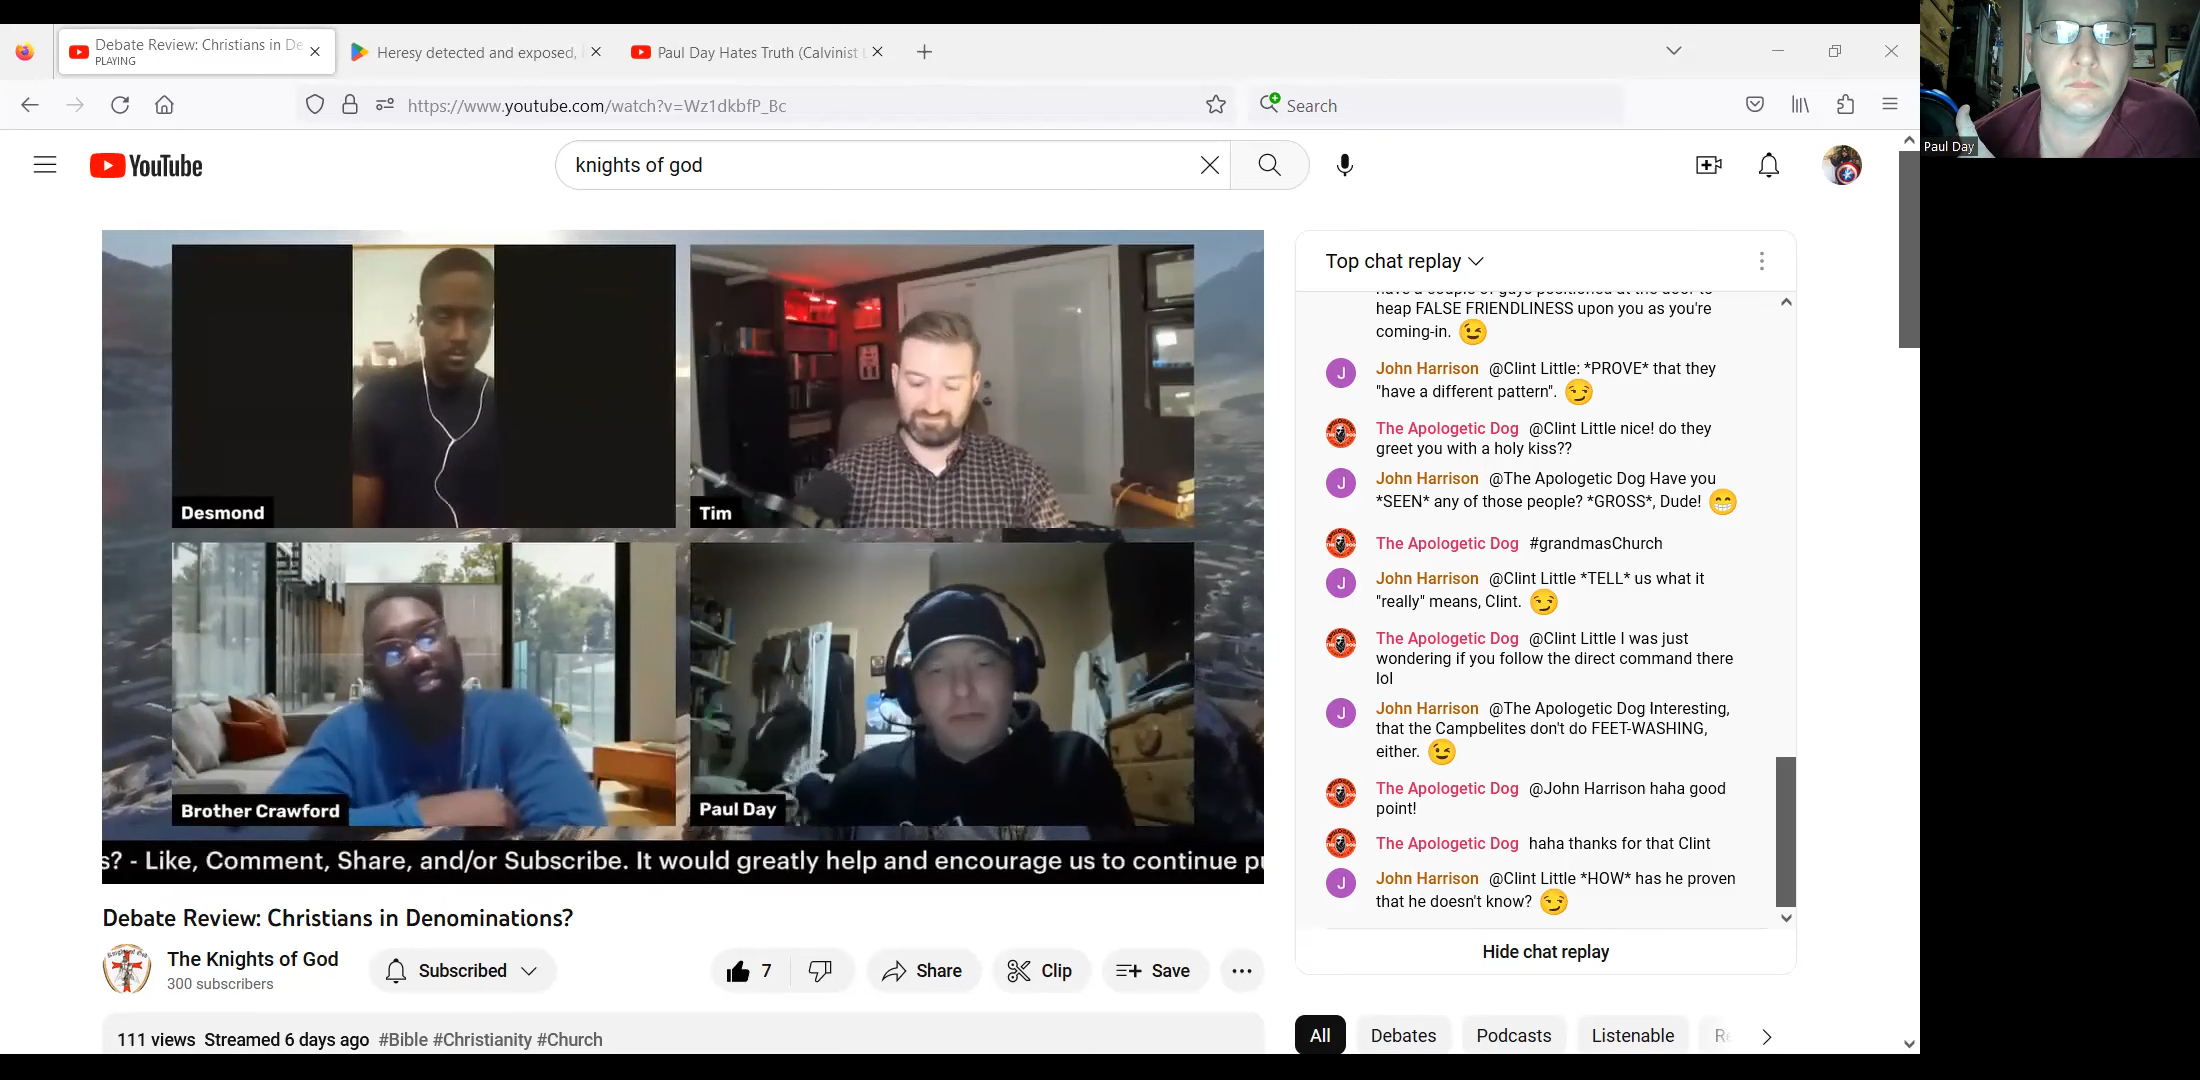 Debate Review: Christians in De
PLAYING
Heresy detected and exposed,
Paul Day Hates Truth (Calvinist
https://www.youtube.com/watch?v=Wz1dkbfP_Bc
Search
Paul Day
YouTube
knights of god
Desmond
Tim
Brother Crawford
Paul Day
s? - Like, Comment, Share, and/or Subscribe. It would greatly help and encourage us to continue
Debate Review: Christians in Denominations?
The Knights of God
300 subscribers
Subscribed
7
Share
Clip
Save
111 views Streamed 6 days ago #Bible #Christianity #Church
Top chat replay
have a couple of guys positioned at the door to
heap FALSE FRIENDLINESS upon you as you're
coming-in. 😉
J John Harrison @Clint Little: *PROVE* that they
"have a different pattern". 😏
The Apologetic Dog @Clint Little nice! do they
greet you with a holy kiss??
J John Harrison @The Apologetic Dog Have you
*SEEN* any of those people? *GROSS*, Dude! 😁
The Apologetic Dog #grandmasChurch
J John Harrison @Clint Little *TELL* us what it
"really" means, Clint. 😏
The Apologetic Dog @Clint Little I was just
wondering if you follow the direct command there
lol
J John Harrison @The Apologetic Dog Interesting,
that the Campbelites don't do FEET-WASHING,
either. 😉
The Apologetic Dog @John Harrison haha good
point!
The Apologetic Dog haha thanks for that Clint
J John Harrison @Clint Little *HOW* has he proven
that he doesn't know? 😏
Hide chat replay
All Debates Podcasts Listenable